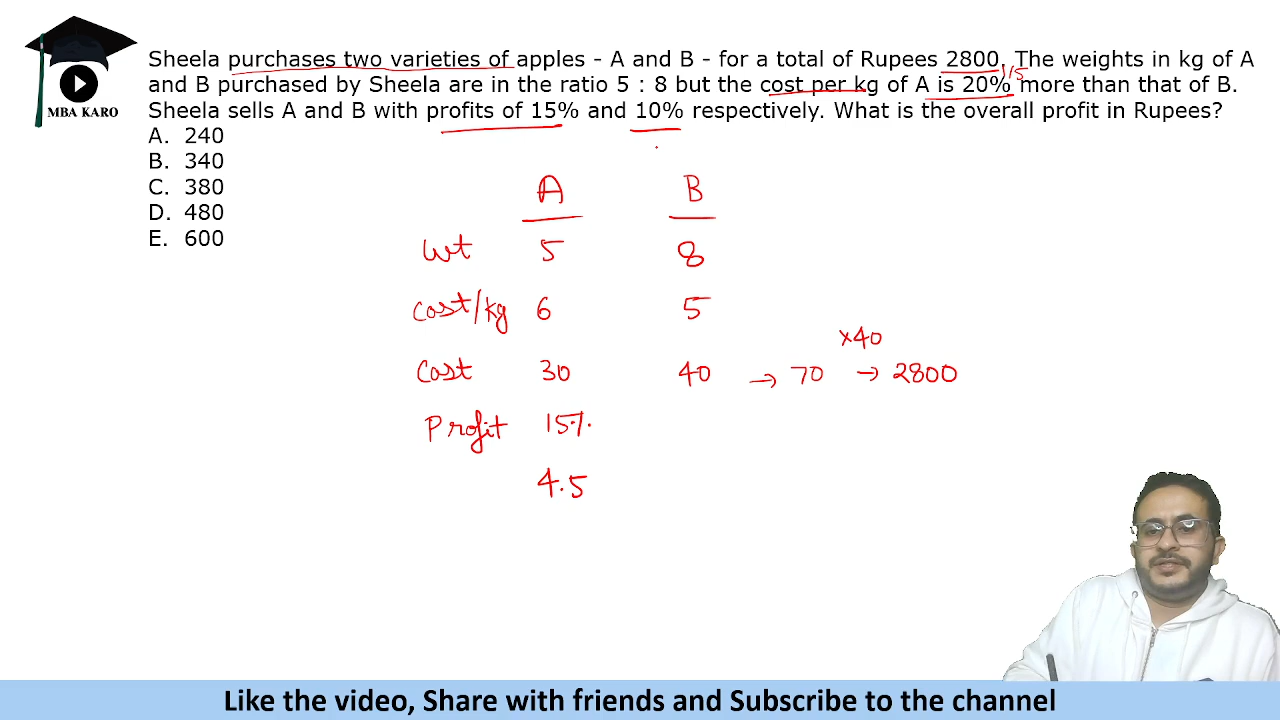 Sheela purchases two varieties of apples - A and B - for a total of Rupees 2800. The weights in kg of A
and B purchased by Sheela are in the ratio 5 : 8 but the cost per kg of A is 20% more than that of B.
1/5
Sheela sells A and B with profits of 15% and 10% respectively. What is the overall profit in Rupees?
MBA KARO
A. 240
B. 340
C. 380
D. 480
E. 600
A B
wt 5 8
Cost/kg 6 5
×40
Cost 30 40 → 70 → 2800
Profit 15%.
4.5
Like the video, Share with friends and Subscribe to the channel